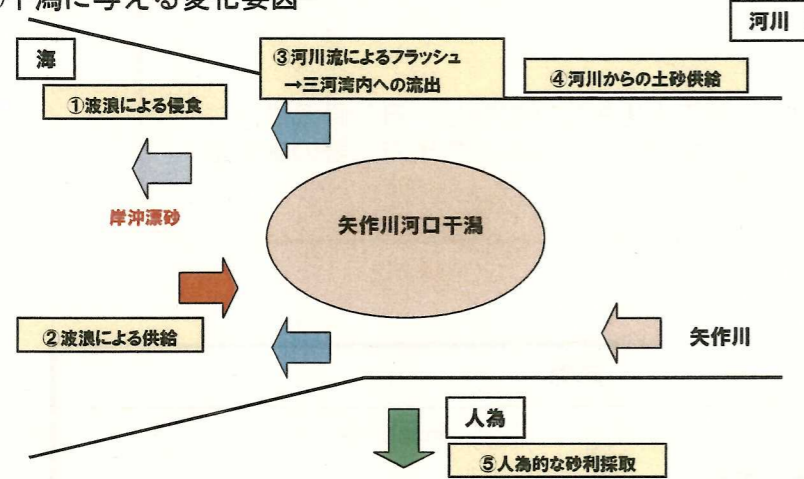 干潟に与える変化要因
河川
海
③河川流によるフラッシュ
→三河湾内への流出
④河川からの土砂供給
①波浪による侵食
岸沖漂砂
矢作川河口干潟
②波浪による供給
矢作川
人為
⑤人為的な砂利採取